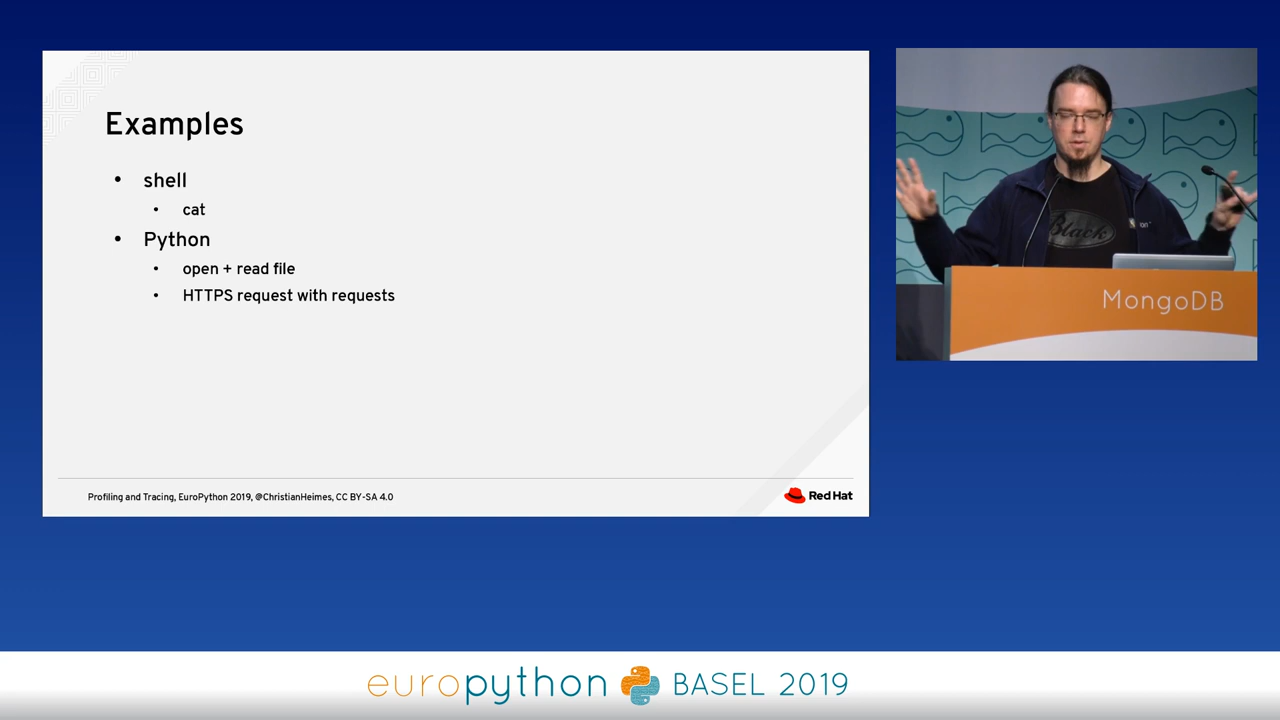 Examples
• shell
• cat
• Python
• open + read file
• HTTPS request with requests
Profiling and Tracing, EuroPython 2019, @ChristianHeimes, CC BY-SA 4.0
Red Hat
Black
MongoDB
europython BASEL 2019